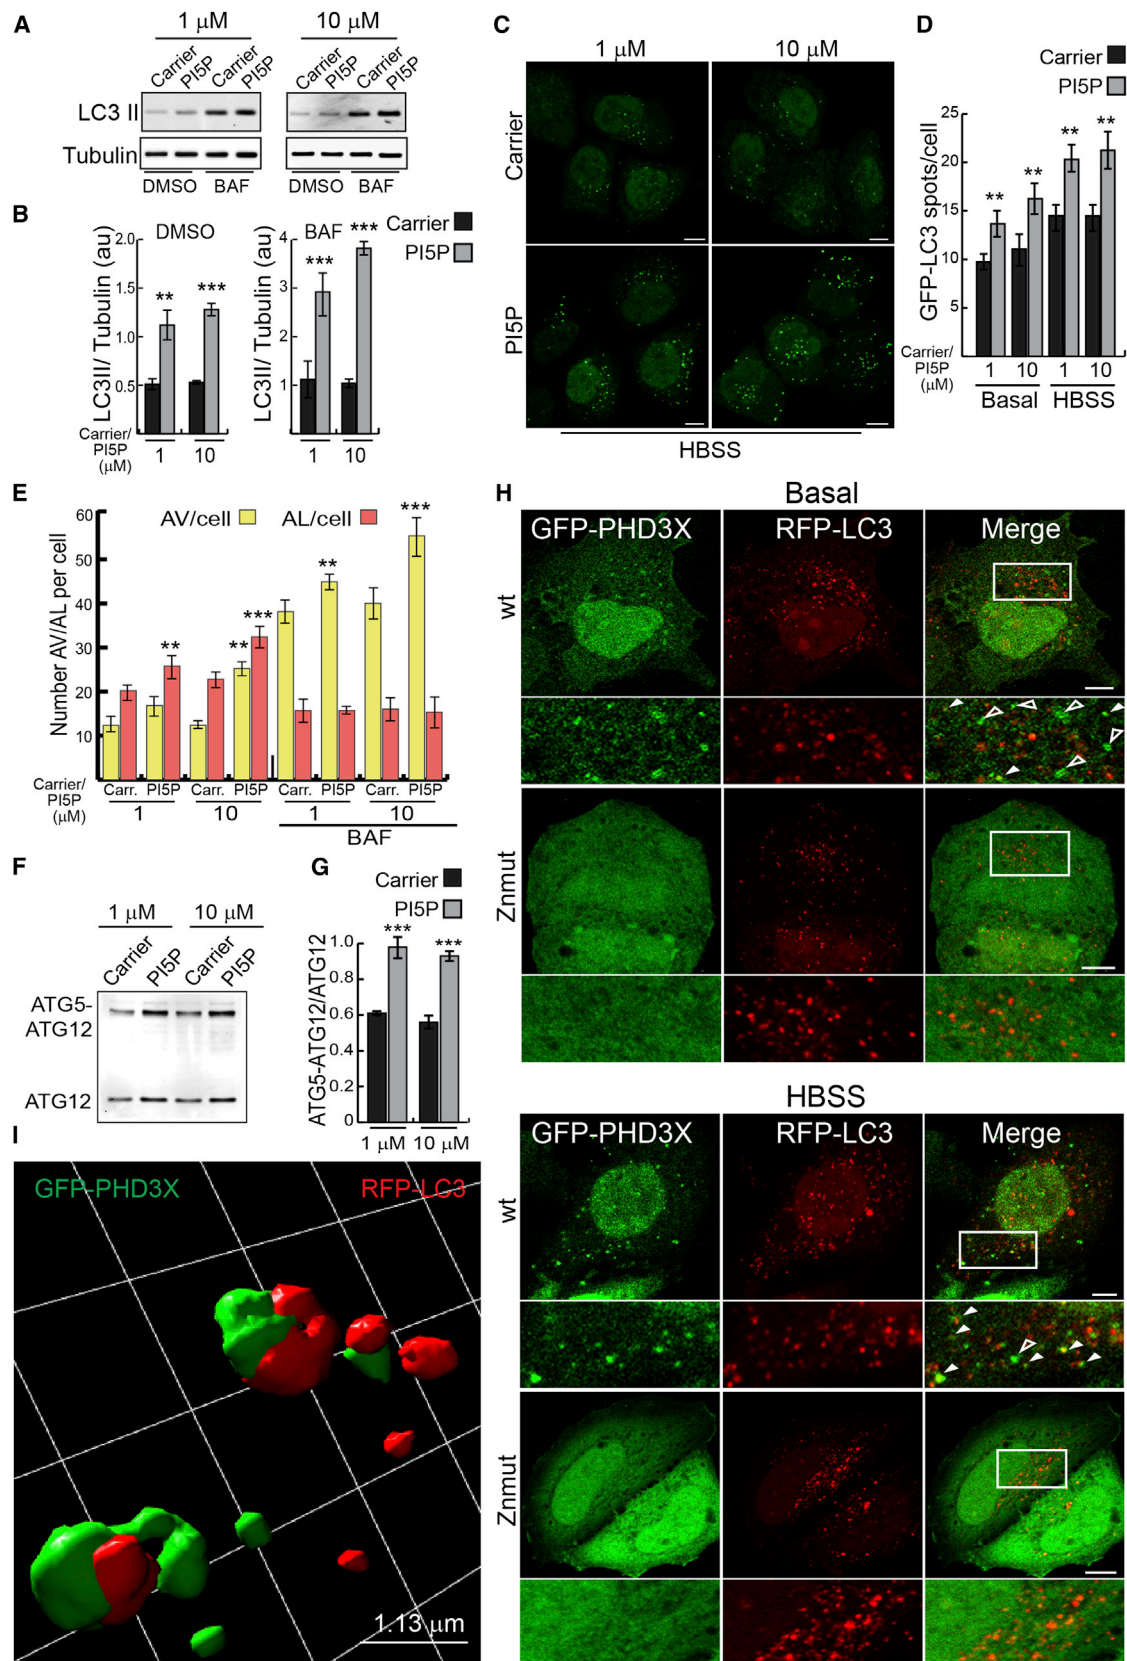 A
1 µM
10 µM
Carrier
PI5P
Carrier
PI5P
Carrier
PI5P
Carrier
PI5P
LC3 II
Tubulin
DMSO
BAF
DMSO
BAF
B
DMSO
BAF
Carrier
PI5P
LC3II/ Tubulin (au)
2.0
1.5
1.0
0.5
**
***
LC3II/ Tubulin (au)
4
3
2
1
***
***
Carrier/
PI5P
(µM)
1
10
1
10
C
1 µM
10 µM
Carrier
PI5P
HBSS
D
Carrier
PI5P
GFP-LC3 spots/cell
25
20
15
10
5
**
**
**
**
Carrier/
PI5P
(µM)
1
10
1
10
Basal
HBSS
E
AV/cell
AL/cell
Number AV/AL per cell
60
50
40
30
20
10
**
**
***
**
***
Carrier/
PI5P
(µM)
Carr.
PI5P
Carr.
PI5P
Carr.
PI5P
Carr.
PI5P
1
10
1
10
BAF
F
1 µM
10 µM
Carrier
PI5P
Carrier
PI5P
ATG5-
ATG12
ATG12
G
Carrier
PI5P
ATG5-ATG12/ATG12
1.0
0.8
0.6
0.4
0.2
0
***
***
1 µM
10 µM
H
Basal
GFP-PHD3X
RFP-LC3
Merge
wt
Znmut
HBSS
GFP-PHD3X
RFP-LC3
Merge
wt
Znmut
I
GFP-PHD3X
RFP-LC3
1.13 µm